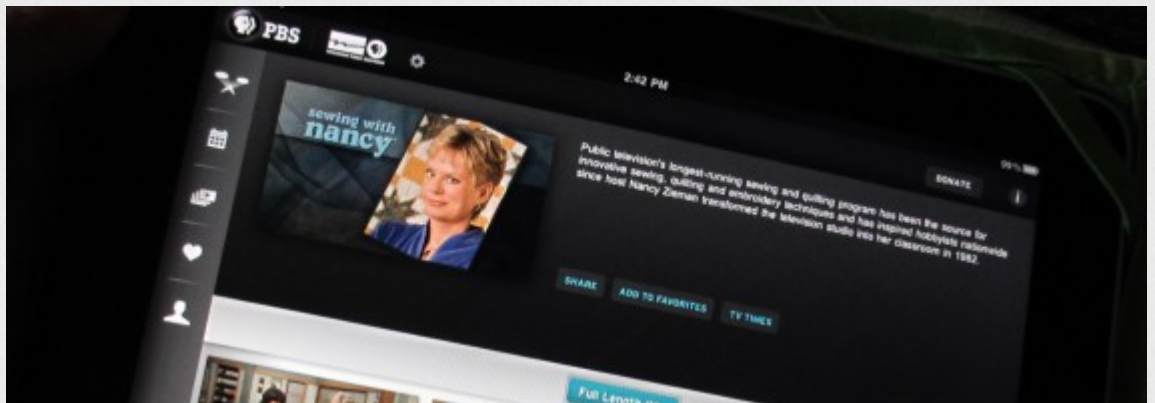 PBS
2:42 PM
99%
sewing with
nancy
Public television's longest-running sewing and quilting program has been the source for
innovative sewing, quilting and embroidery techniques and has inspired hobbyists nationwide
since host Nancy Zieman transformed the television studio into her classroom in 1982.
DONATE
i
SHARE
ADD TO FAVORITES
TV TIMES
Full Length